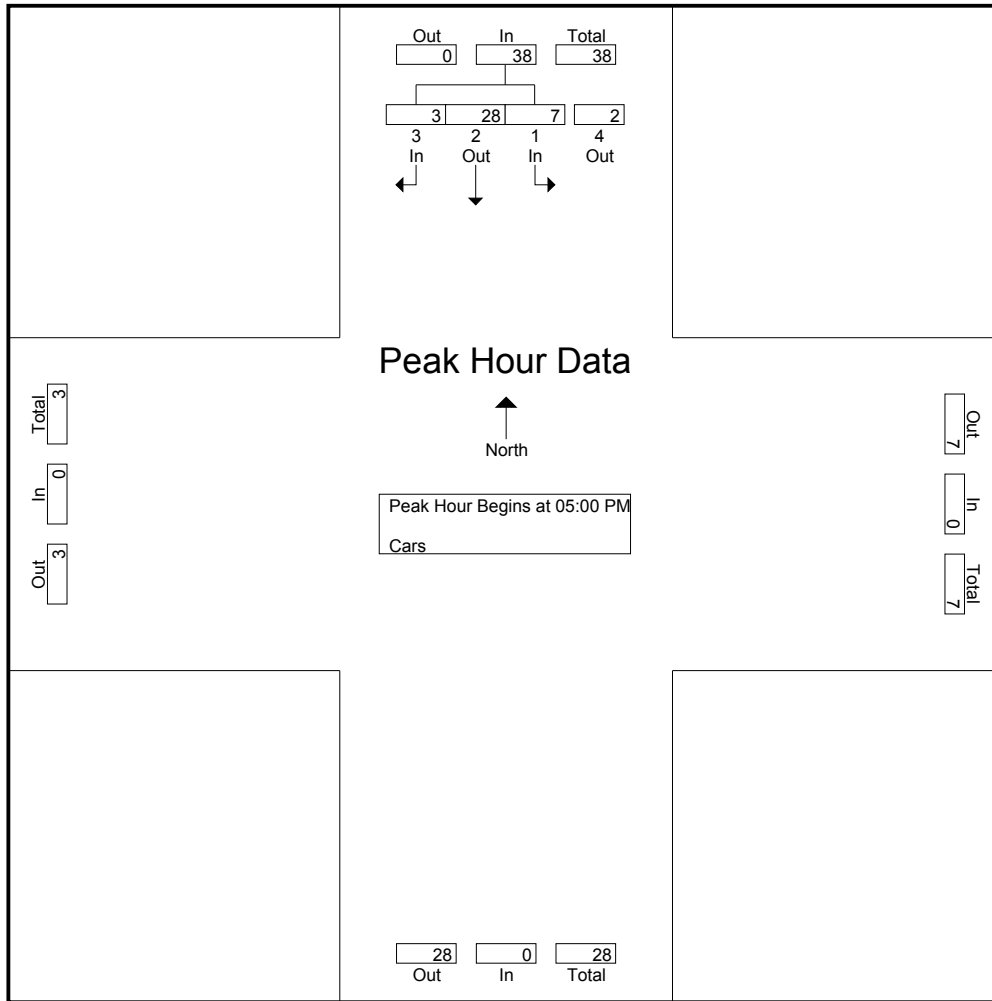 Out In Total
0 38 38
3 28 7 2
3 2 1 4
In Out In Out
Peak Hour Data
North
Peak Hour Begins at 05:00 PM
Cars
Total 3
In 0
Out 3
Out 7
In 0
Total 7
28 0 28
Out In Total